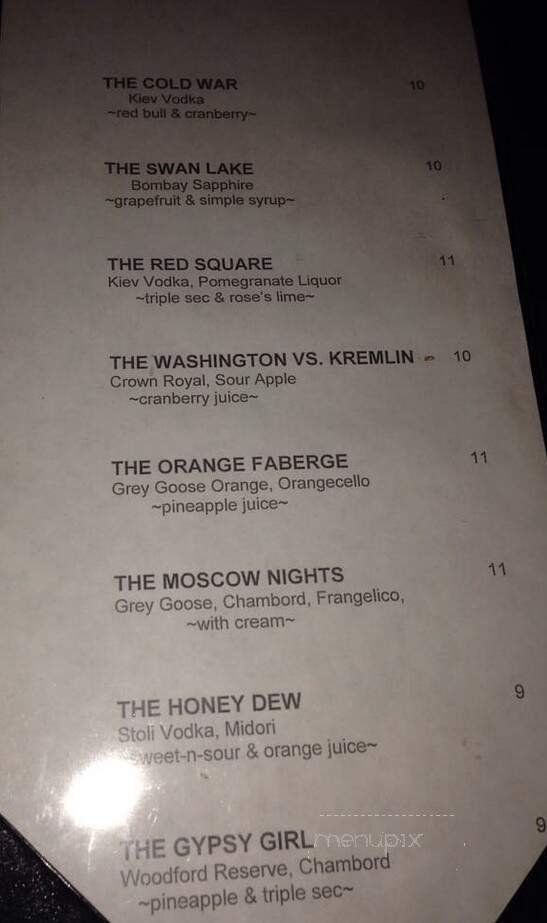 THE COLD WAR 10
Kiev Vodka
~red bull & cranberry~
THE SWAN LAKE 10
Bombay Sapphire
~grapefruit & simple syrup~
THE RED SQUARE 11
Kiev Vodka, Pomegranate Liquor
~triple sec & rose's lime~
THE WASHINGTON VS. KREMLIN 10
Crown Royal, Sour Apple
~cranberry juice~
THE ORANGE FABERGE 11
Grey Goose Orange, Orangecello
~pineapple juice~
THE MOSCOW NIGHTS 11
Grey Goose, Chambord, Frangelico,
~with cream~
THE HONEY DEW 9
Stoli Vodka, Midori
~sweet-n-sour & orange juice~
THE GYPSY GIRL 9
menupix
Woodford Reserve, Chambord
~pineapple & triple sec~